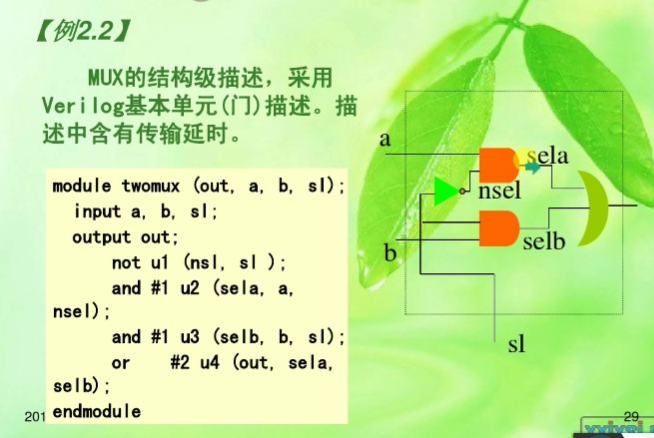 【例2.2】
MUX的结构级描述，采用
Verilog基本单元(门)描述。描
述中含有传输延时。
module twomux (out, a, b, sl);
input a, b, sl;
output out;
not u1 (nsl, sl );
and #1 u2 (sela, a,
nsel);
and #1 u3 (selb, b, sl);
or #2 u4 (out, sela,
selb);
endmodule
a
sela
nsel
selb
b
sl
201
29